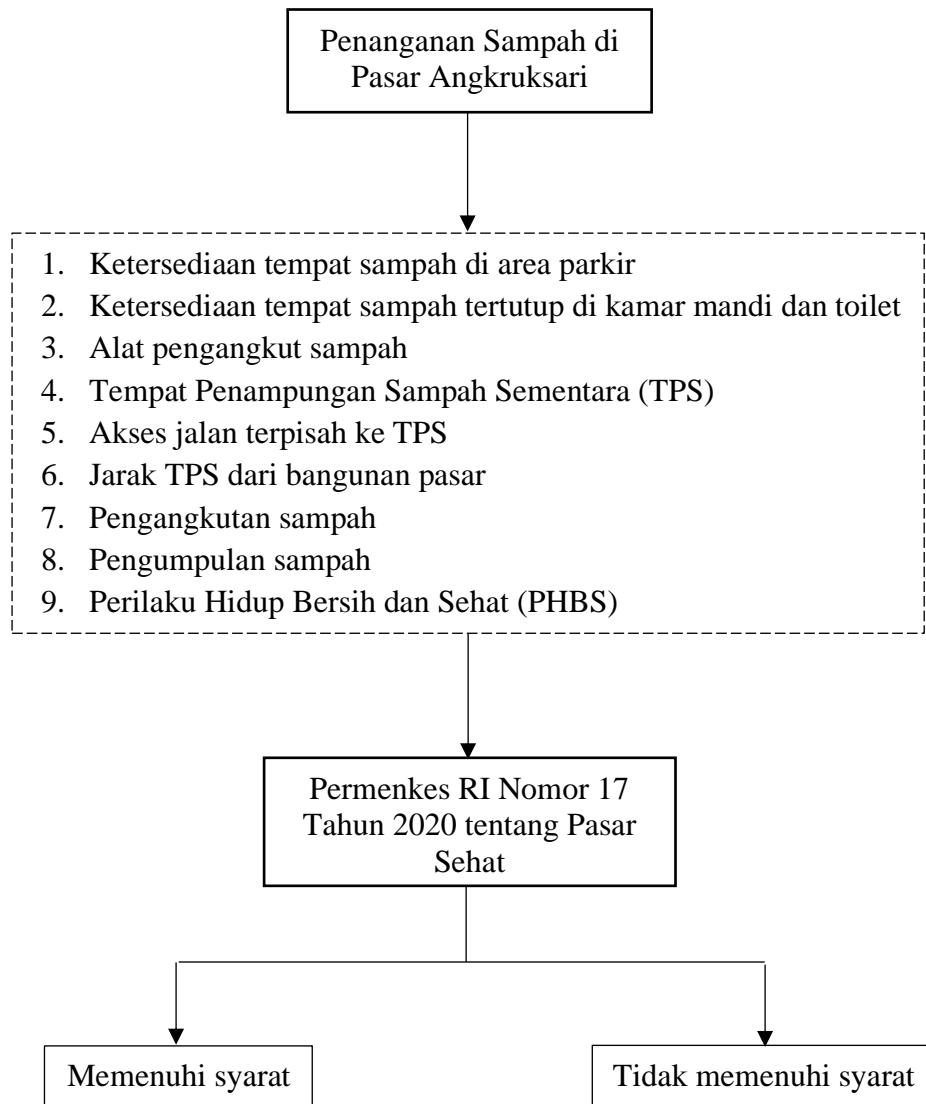 Penanganan Sampah di
Pasar Angkruksari
1. Ketersediaan tempat sampah di area parkir
2. Ketersediaan tempat sampah tertutup di kamar mandi dan toilet
3. Alat pengangkut sampah
4. Tempat Penampungan Sampah Sementara (TPS)
5. Akses jalan terpisah ke TPS
6. Jarak TPS dari bangunan pasar
7. Pengangkutan sampah
8. Pengumpulan sampah
9. Perilaku Hidup Bersih dan Sehat (PHBS)
Permenkes RI Nomor 17
Tahun 2020 tentang Pasar
Sehat
Memenuhi syarat
Tidak memenuhi syarat